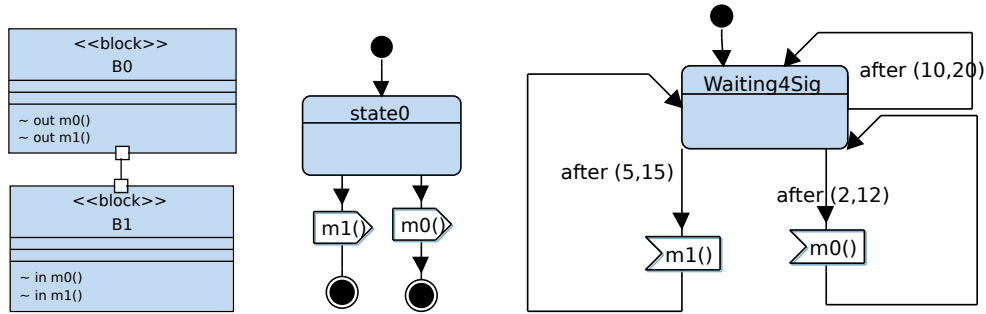 <<block>>
B0
~ out m0()
~ out m1()
<<block>>
B1
~ in m0()
~ in m1()
state0
m1()
m0()
Waiting4Sig
after (10,20)
after (5,15)
after (2,12)
m1()
m0()